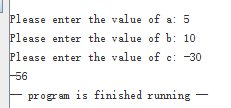 Please enter the value of a: 5
Please enter the value of b: 10
Please enter the value of c: -30
-56
-- program is finished running --